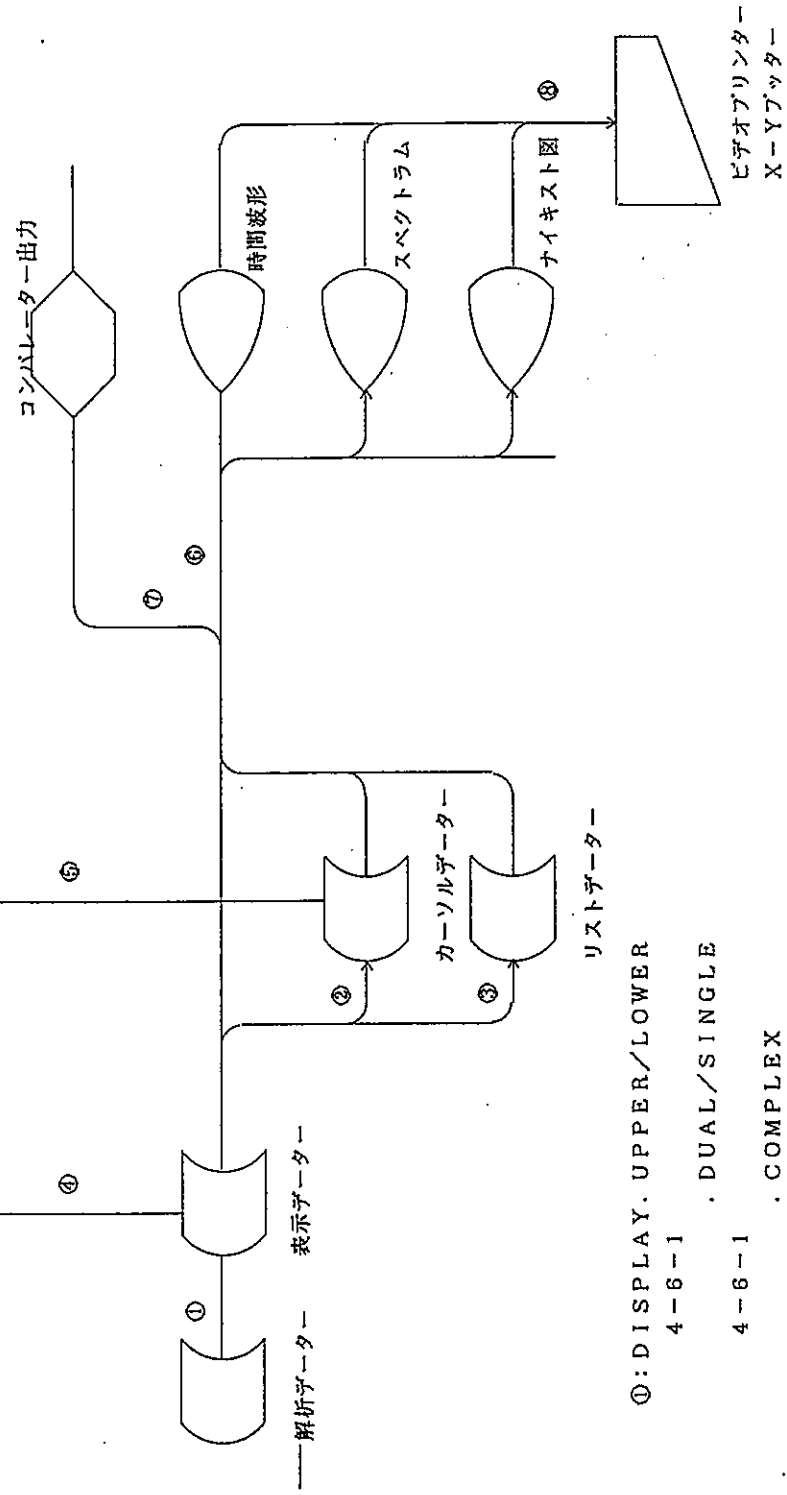 コンパレーター出力
④
⑤
⑦
①
⑥
解析データー
表示データー
②
カーソルデーター
③
リストデーター
時間波形
スペクトラム
ナイキスト図
⑧
ビデオプリンター
X-Yプッター
①:DISPLAY.UPPER/LOWER
4-6-1
.DUAL/SINGLE
4-6-1
.COMPLEX